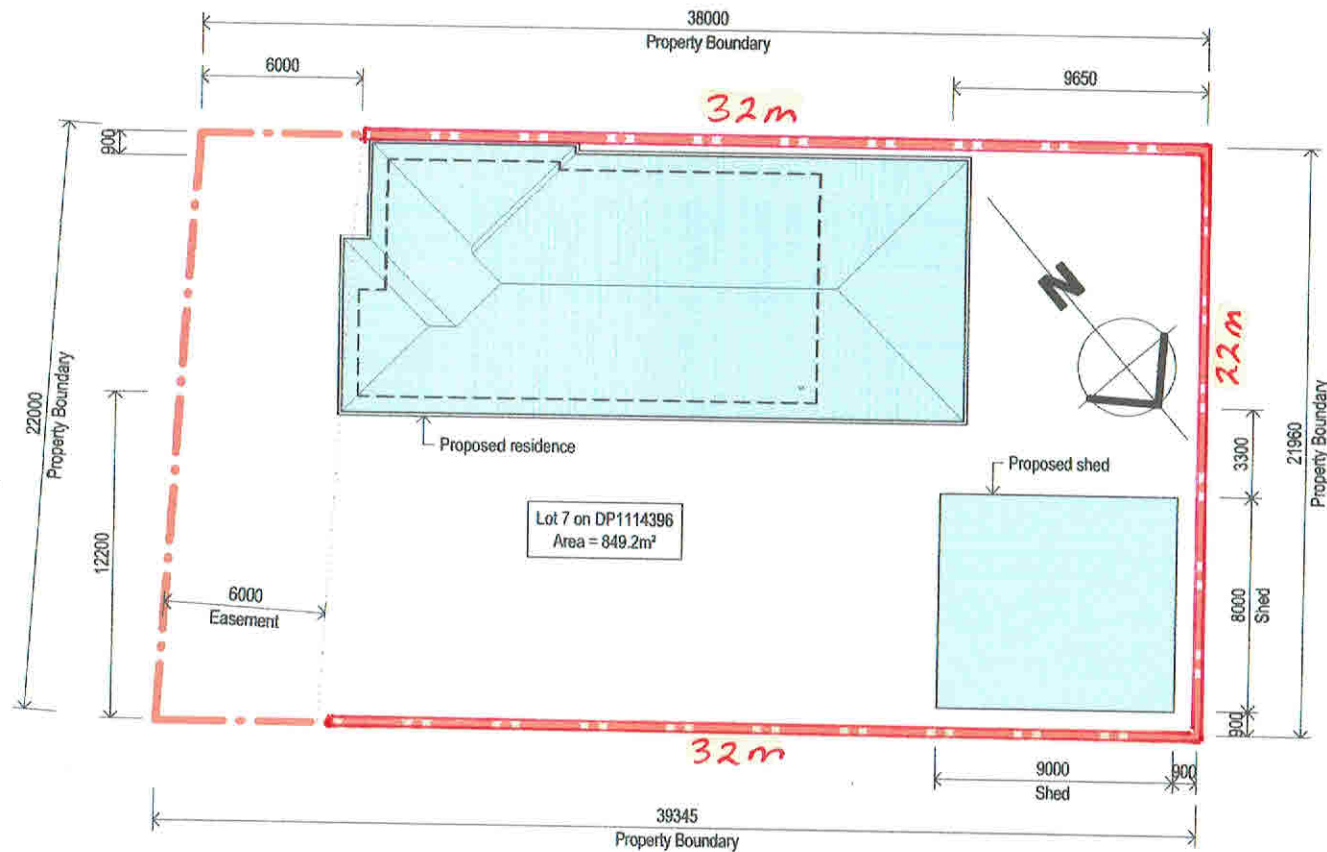 38000
Property Boundary
6000
9650
32m
900
22000
Property Boundary
N
22m
Proposed residence
3300
21960
Property Boundary
Proposed shed
Lot 7 on DP1114396
Area = 849.2m²
12200
6000
Easement
8000
Shed
900
32m
9000
Shed
900
39345
Property Boundary